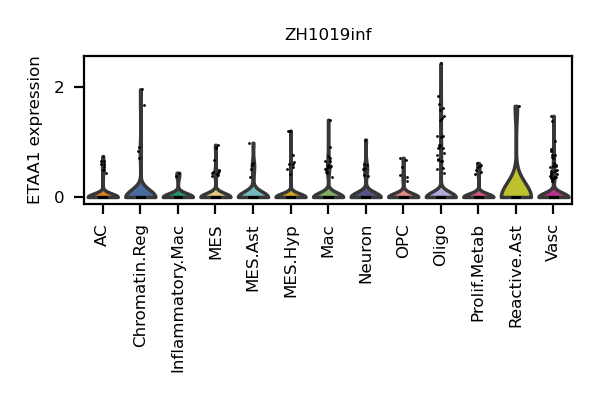 ZH1019inf
ETAA1 expression
2
0
AC
Chromatin.Reg
Inflammatory.Mac
MES
MES.Ast
MES.Hyp
Mac
Neuron
OPC
Oligo
Prolif.Metab
Reactive.Ast
Vasc